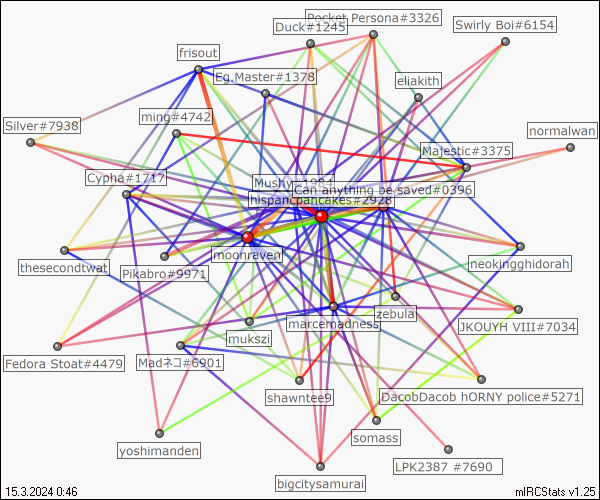 Pocket Persona#3326
Duck#1245
Swirly Boi#6154
frisout
Eg.Master#1378
eliakith
ming#4742
Silver#7938
normalwan
Majestic#3375
Cypha#1717
Mushy#1984
Can anything be saved#0396
hispancpancakes#2928
moonraven
thesecondtwat
Pikabro#9971
neokingghidorah
zebula
marcemadness
JKOUYH VIII#7034
mukszi
Fedora Stoat#4479
Madネコ#6901
shawntee9
DacobDacob hORNY police#5271
yoshimanden
somass
LPK2387 #7690
bigcitysamurai
15.3.2024 0:46
mIRCStats v1.25